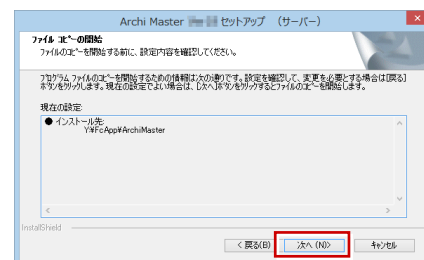 Archi Master セットアップ （サーバー）
ﾌｧｲﾙ ｺﾋﾟｰの開始
ﾌｧｲﾙのｺﾋﾟｰを開始する前に、設定内容を確認してください。
ﾌﾟﾛｸﾞﾗﾑ ﾌｧｲﾙのｺﾋﾟｰを開始するための情報は次の通りです。設定を確認して、変更を必要とする場合は[戻る]
ﾎﾞﾀﾝをｸﾘｯｸします。現在の設定でよい場合は、[次へ]ﾎﾞﾀﾝをｸﾘｯｸするとﾌｧｲﾙのｺﾋﾟｰを開始します。
現在の設定:
● インストール先:
Y:¥FcApp¥ArchiMaster
InstallShield
< 戻る(B)
次へ (N)>
ｷｬﾝｾﾙ